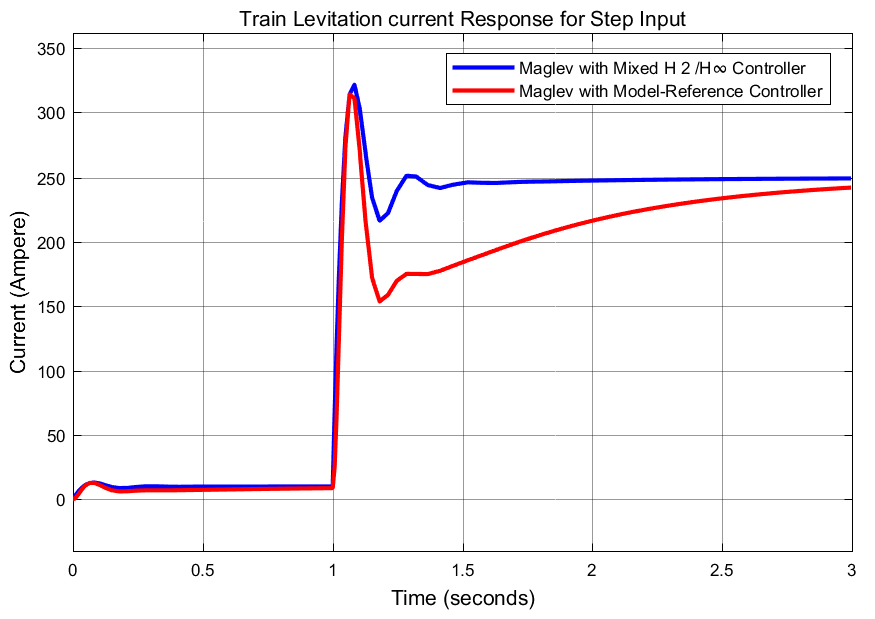 Train Levitation current Response for Step Input
350
Maglev with Mixed H 2 /H∞ Controller
Maglev with Model-Reference Controller
300
250
200
150
100
50
0
Current (Ampere)
0 0.5 1 1.5 2 2.5 3
Time (seconds)